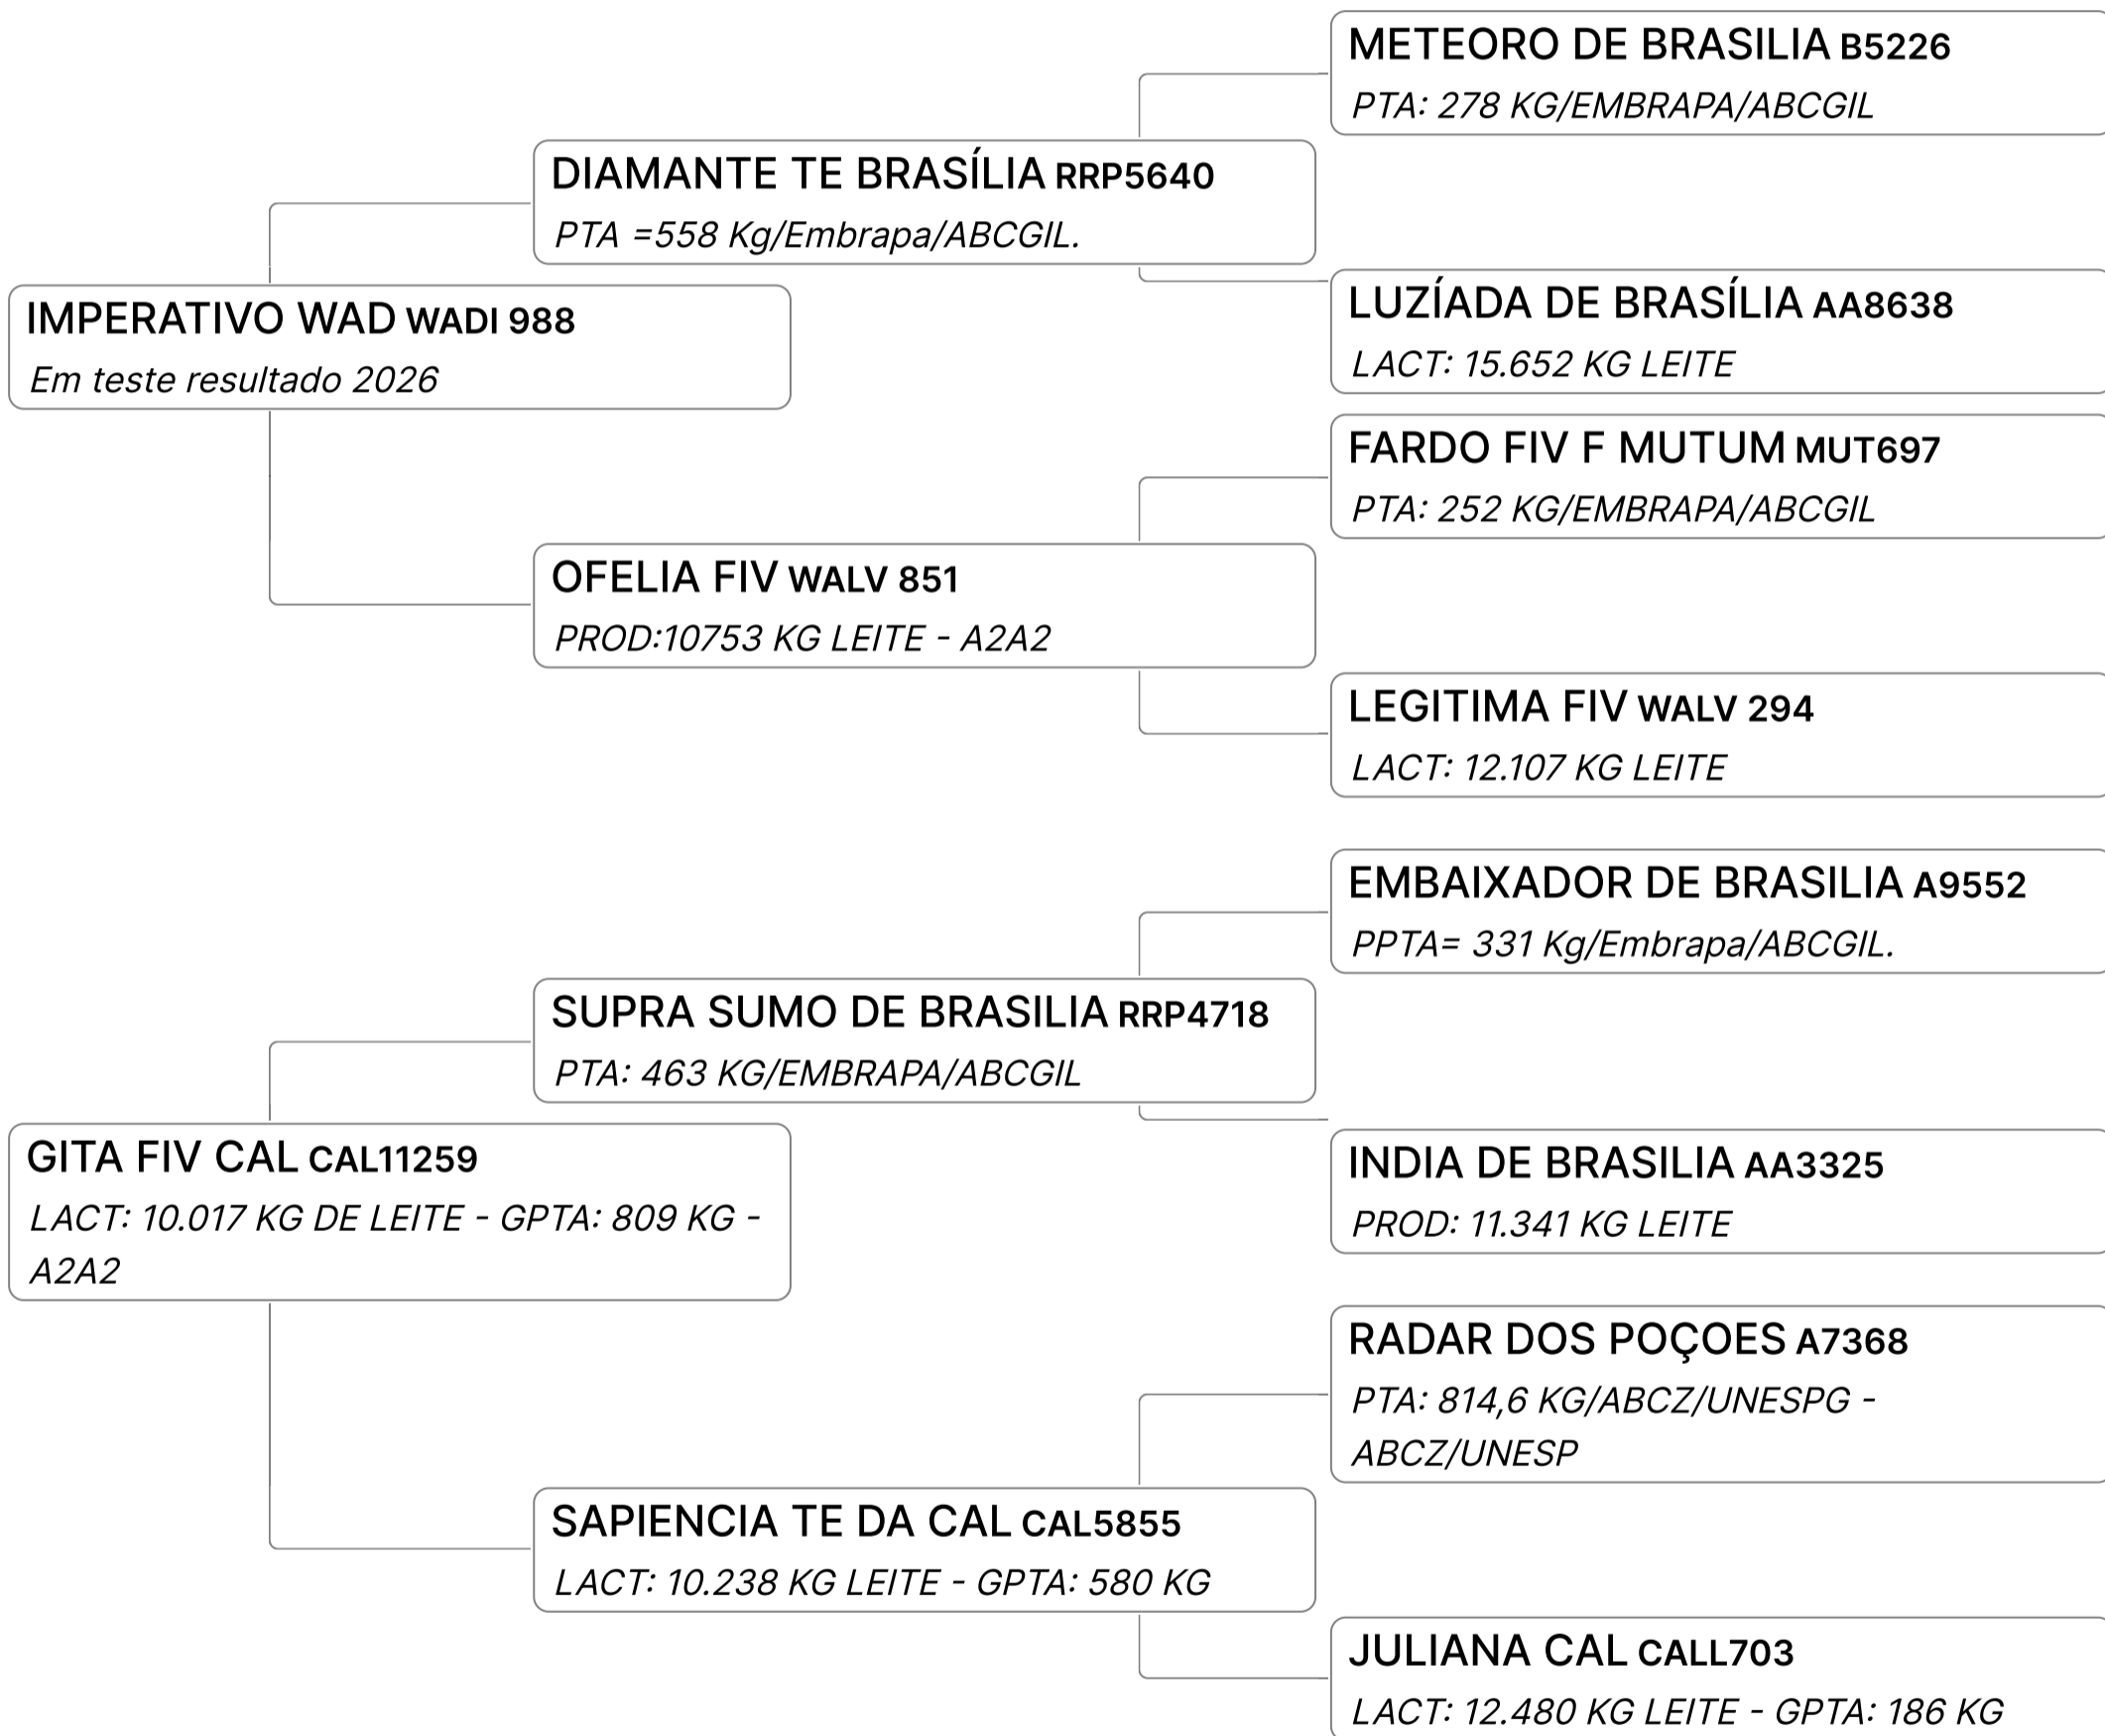 METEORO DE BRASILIA B5226
PTA: 278 KG/EMBRAPA/ABCGIL
DIAMANTE TE BRASÍLIA RRP5640
PTA =558 Kg/Embrapa/ABCGIL.
LUZÍADA DE BRASÍLIA AA8638
LACT: 15.652 KG LEITE
IMPERATIVO WAD WADI 988
Em teste resultado 2026
FARDO FIV F MUTUM MUT697
PTA: 252 KG/EMBRAPA/ABCGIL
OFELIA FIV WALV 851
PROD:10753 KG LEITE - A2A2
LEGITIMA FIV WALV 294
LACT: 12.107 KG LEITE
EMBAIXADOR DE BRASILIA A9552
PPTA= 331 Kg/Embrapa/ABCGIL.
SUPRA SUMO DE BRASILIA RRP4718
PTA: 463 KG/EMBRAPA/ABCGIL
INDIA DE BRASILIA AA3325
PROD: 11.341 KG LEITE
GITA FIV CAL CAL11259
LACT: 10.017 KG DE LEITE - GPTA: 809 KG -
A2A2
RADAR DOS POÇOES A7368
PTA: 814,6 KG/ABCZ/UNESPG -
ABCZ/UNESP
SAPIENCIA TE DA CAL CAL5855
LACT: 10.238 KG LEITE - GPTA: 580 KG
JULIANA CAL CALL703
LACT: 12.480 KG LEITE - GPTA: 186 KG